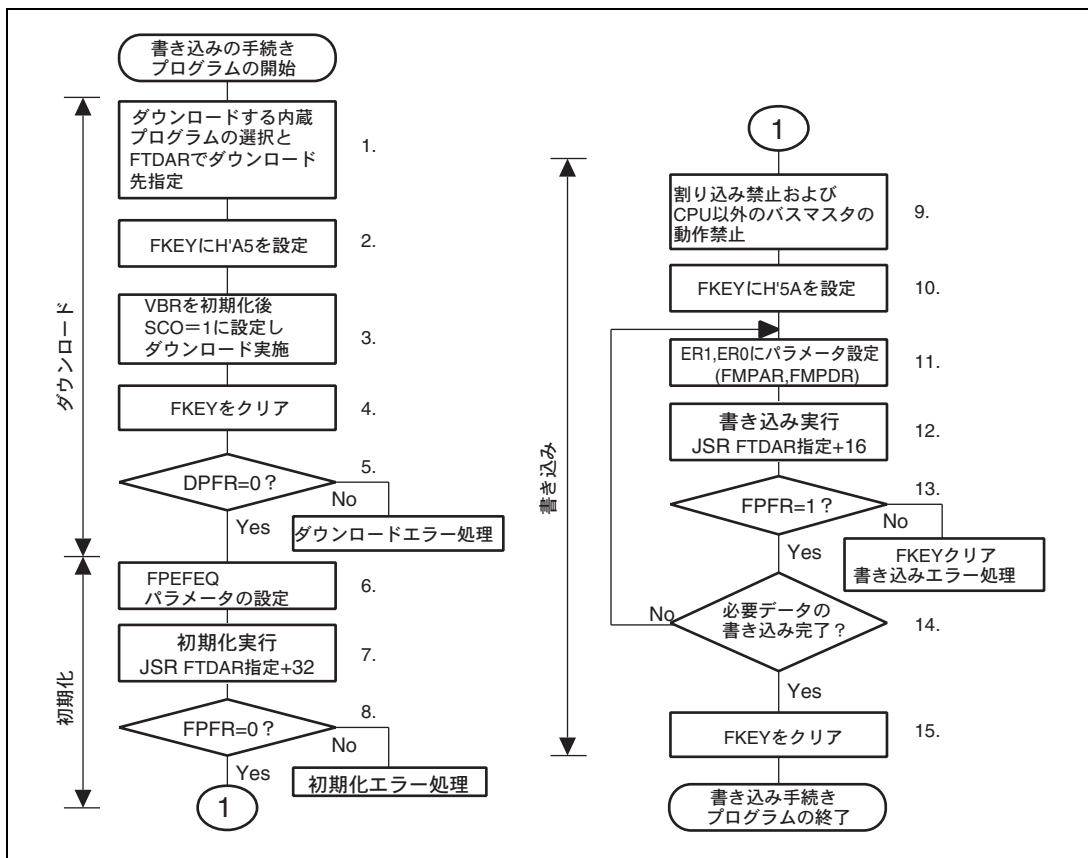 書き込みの手続き
プログラムの開始
ダウンロード
ダウンロードする内蔵
プログラムの選択と
FTDARでダウンロード
先指定
1.
FKEYにH'A5を設定
2.
VBRを初期化後
SCO=1に設定し
ダウンロード実施
3.
FKEYをクリア
4.
DPFR=0?
5.
No
Yes
ダウンロードエラー処理
初期化
FPEFEQ
パラメータの設定
6.
初期化実行
JSR FTDAR指定+32
7.
FPFR=0?
8.
No
Yes
初期化エラー処理
1
1
書き込み
割り込み禁止および
CPU以外のバスマスタの
動作禁止
9.
FKEYにH'5Aを設定
10.
ER1,ER0にパラメータ設定
(FMPAR,FMPDR)
11.
書き込み実行
JSR FTDAR指定+16
12.
FPFR=1?
13.
No
Yes
FKEYクリア
書き込みエラー処理
No
必要データの
書き込み完了?
14.
Yes
FKEYをクリア
15.
書き込み手続き
プログラムの終了